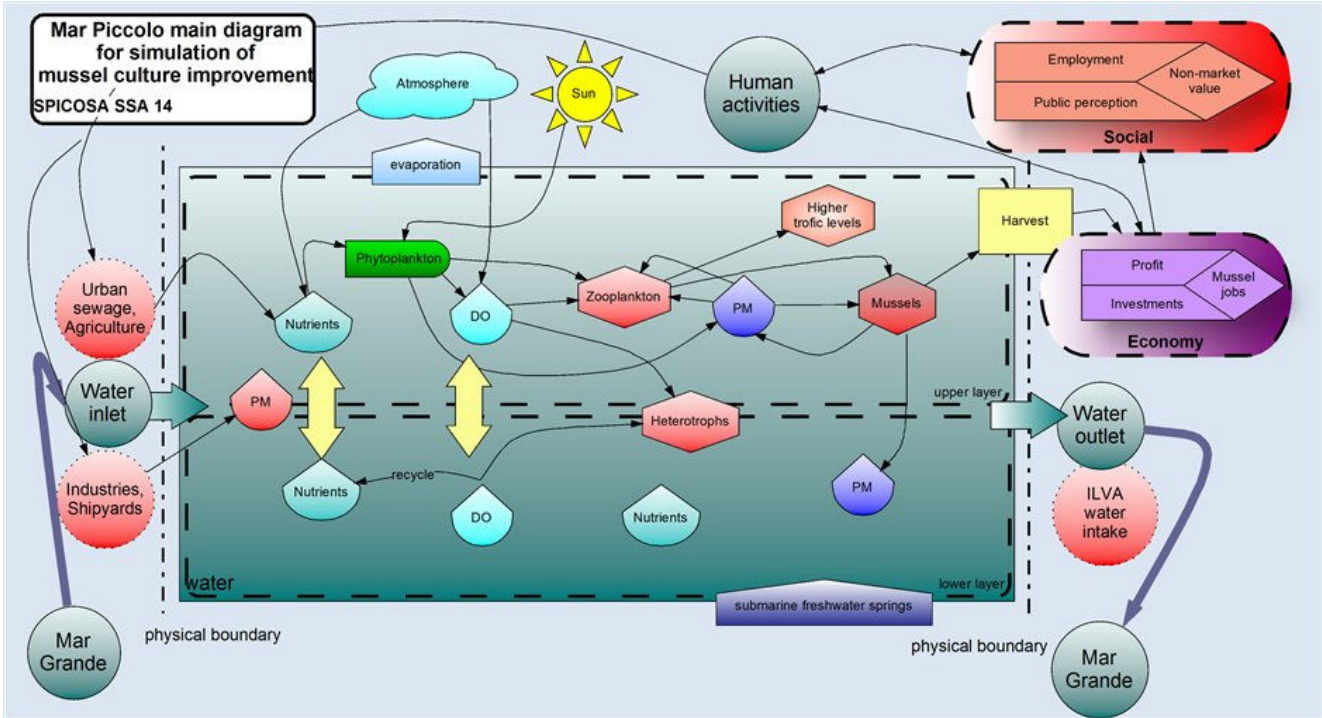 Mar Piccolo main diagram
for simulation of
mussel culture improvement
SPICOSA SSA 14
Atmosphere
Sun
Human
activities
Employment
Public perception
Non-market
value
Social
evaporation
Higher
trofic levels
Harvest
Phytoplankton
Zooplankton
PM
Mussels
Profit
Investments
Mussel
jobs
Economy
Urban
sewage,
Agriculture
Nutrients
DO
Water
inlet
PM
upper layer
Water
outlet
Heterotrophs
Industries,
Shipyards
Nutrients
recycle
DO
Nutrients
PM
ILVA
water
intake
water
lower layer
submarine freshwater springs
physical boundary
physical boundary
Mar
Grande
Mar
Grande